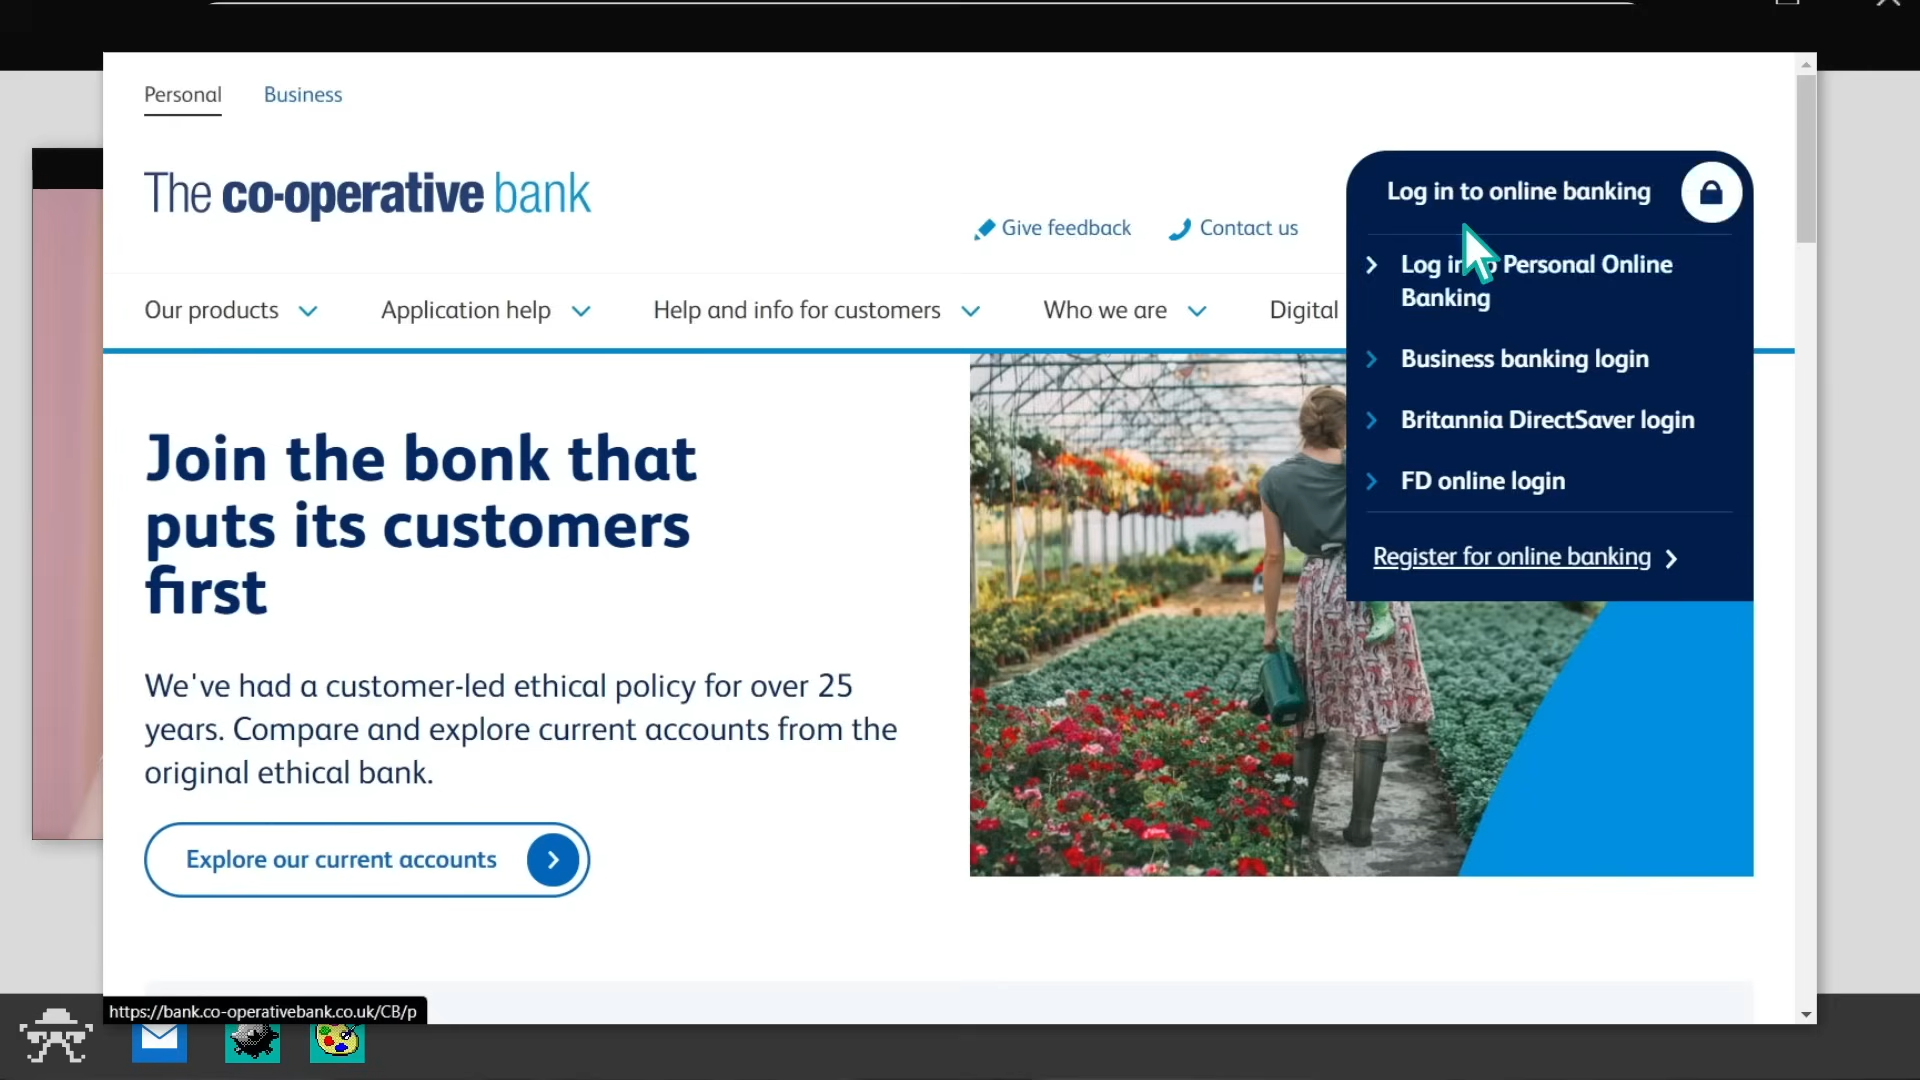 Personal Business
The co-operative bank
Give feedback Contact us
Our products Application help Help and info for customers Who we are Digital
Log in to online banking
Personal Online
Banking
Business banking login
Britannia DirectSaver login
FD online login
Register for online banking
Join the bonk that
puts its customers
first
We've had a customer-led ethical policy for over 25
years. Compare and explore current accounts from the
original ethical bank.
Explore our current accounts
https://bank.co-operativebank.co.uk/CB/p